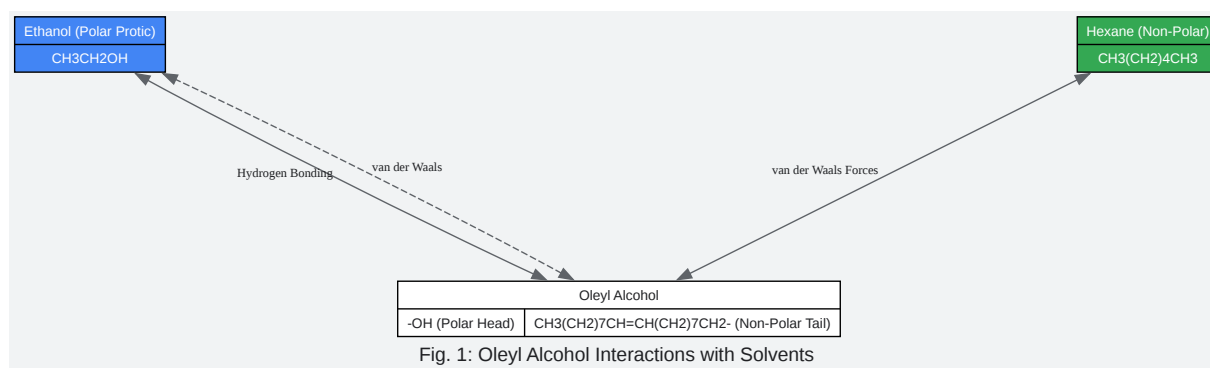 Ethanol (Polar Protic)
CH3CH2OH
Hexane (Non-Polar)
CH3(CH2)4CH3
van der Waals
Hydrogen Bonding
van der Waals Forces
Oleyl Alcohol
-OH (Polar Head)
CH3(CH2)7CH=CH(CH2)7CH2- (Non-Polar Tail)
Fig. 1: Oleyl Alcohol Interactions with Solvents